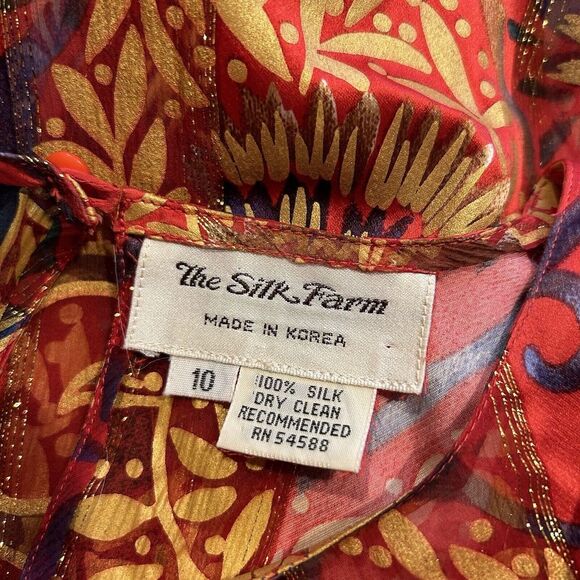 The Silk Farm
MADE IN KOREA
10
100% SILK
DRY CLEAN
RECOMMENDED
RN 54588